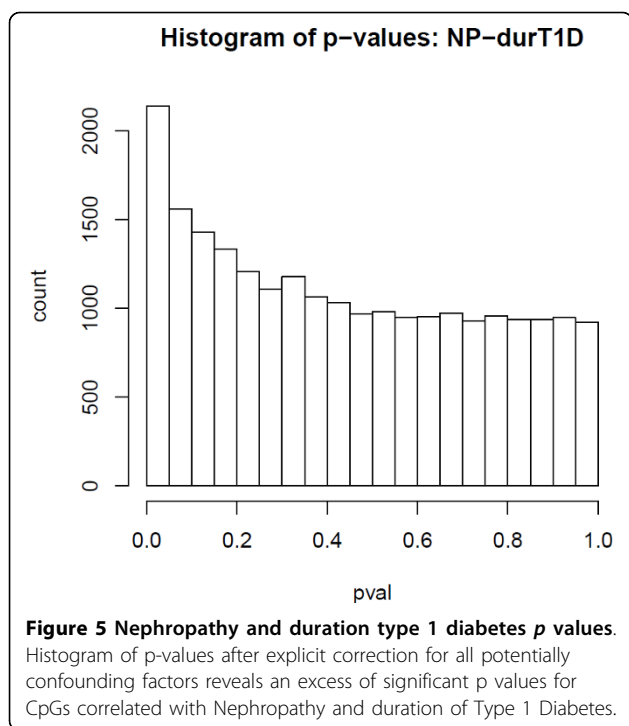 Histogram of p−values: NP−durT1D
2000
1500
1000
500
0
count
0.0 0.2 0.4 0.6 0.8 1.0
pval
Figure 5 Nephropathy and duration type 1 diabetes p values.
Histogram of p-values after explicit correction for all potentially
confounding factors reveals an excess of significant p values for
CpGs correlated with Nephropathy and duration of Type 1 Diabetes.